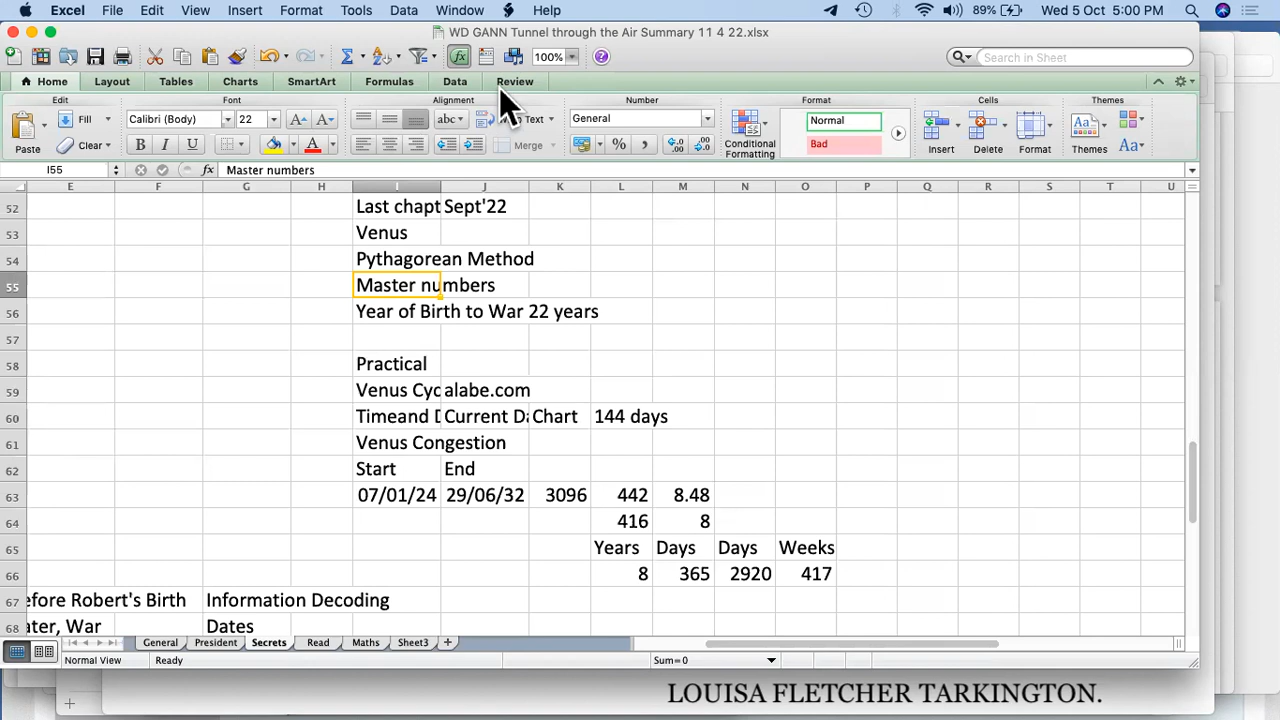 Excel File Edit View Insert Format Tools Data Window Help 89% Wed 5 Oct 5:00 PM
WD GANN Tunnel through the Air Summary 11 4 22.xlsx
100% Search in Sheet
Home Layout Tables Charts SmartArt Formulas Data Review
Edit Font Alignment Number Format Cells Themes
Fill Calibri (Body) 22 abc Text General Normal
Paste Clear B I U A Merge % , Conditional Formatting Bad Insert Delete Format Themes Aa
I55 fx Master numbers
E F G H I J K L M N O P Q R S T U
52 Last chapt Sept'22
53 Venus
54 Pythagorean Method
55 Master numbers
56 Year of Birth to War 22 years
57
58 Practical
59 Venus Cyc alabe.com
60 Timeand D Current Da Chart 144 days
61 Venus Congestion
62 Start End
63 07/01/24 29/06/32 3096 442 8.48
64 416 8
65 Years Days Days Weeks
66 8 365 2920 417
67 efore Robert's Birth Information Decoding
68 ater, War Dates
General President Secrets Read Maths Sheet3
Normal View Ready Sum=0
LOUISA FLETCHER TARKINGTON.